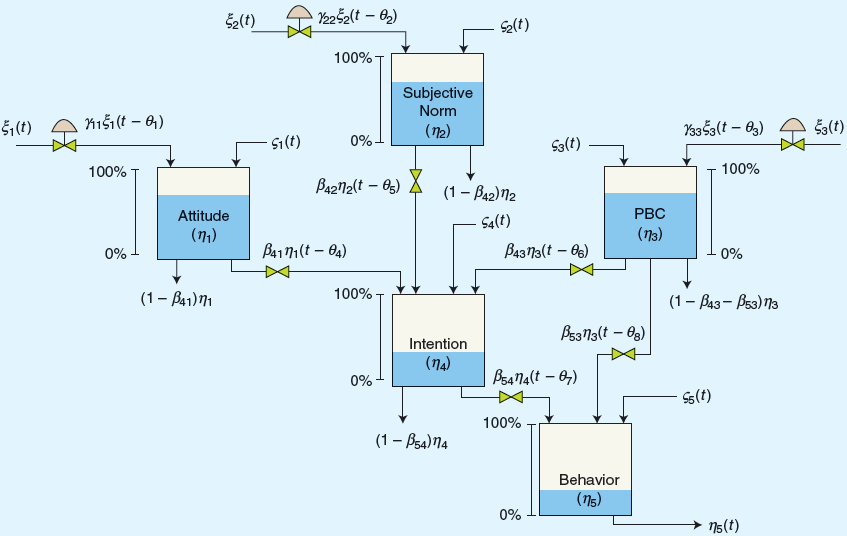 ξ2(t)
γ22ξ2(t − θ2)
ς2(t)
100%
Subjective
Norm
(η2)
0%
ξ1(t)
γ11ξ1(t − θ1)
ς1(t)
100%
Attitude
(η1)
0%
ς3(t)
γ33ξ3(t − θ3)
ξ3(t)
100%
PBC
(η3)
0%
β42η2(t − θ5)
(1 − β42)η2
ς4(t)
β41η1(t − θ4)
β43η3(t − θ6)
(1 − β41)η1
(1 − β43 − β53)η3
100%
Intention
(η4)
0%
β53η3(t − θ8)
β54η4(t − θ7)
(1 − β54)η4
ς5(t)
100%
Behavior
(η5)
0%
η5(t)